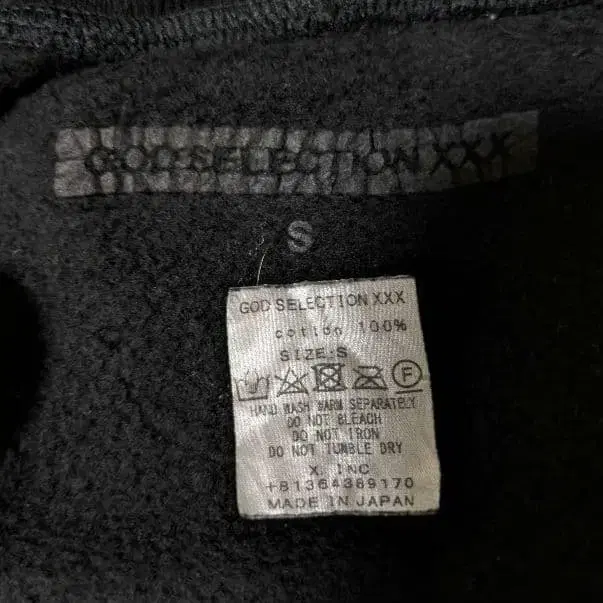 GOD SELECTION XXX
S
GOD SELECTION XXX
cotton 100%
SIZE:S
F
HAND WASH WARM SEPARATELY
DO NOT BLEACH
DO NOT IRON
DO NOT TUMBLE DRY
X. INC
+81364389170
MADE IN JAPAN